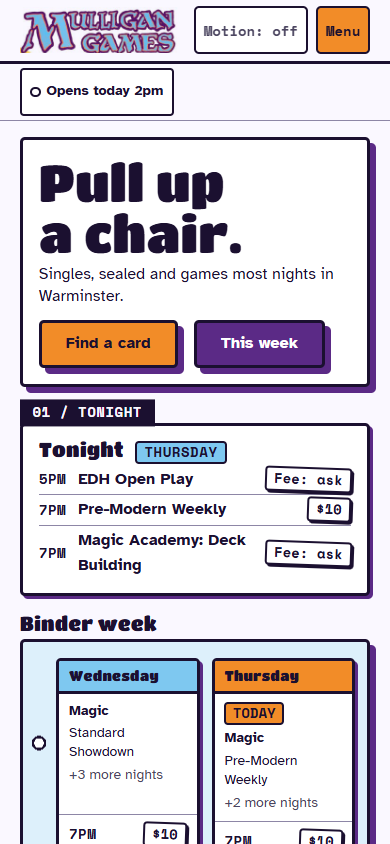 MULLIGAN
GAMES
Motion: off
Menu
Opens today 2pm
Pull up
a chair.
Singles, sealed and games most nights in
Warminster.
Find a card
This week
01 / TONIGHT
Tonight THURSDAY
5PM EDH Open Play Fee: ask
7PM Pre-Modern Weekly $10
7PM Magic Academy: Deck
Building Fee: ask
Binder week
Wednesday
Magic
Standard
Showdown
+3 more nights
7PM $10
Thursday
TODAY
Magic
Pre-Modern
Weekly
+2 more nights
7PM $10